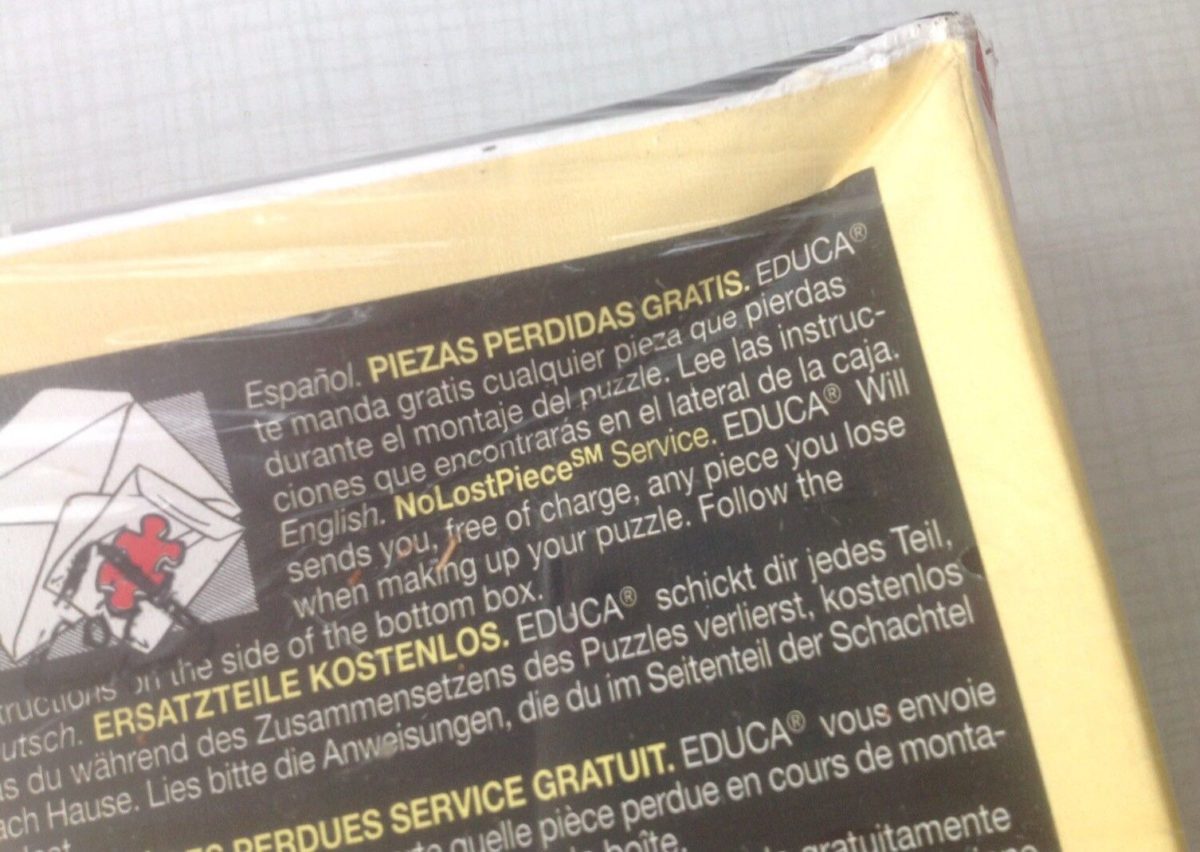 Español. PIEZAS PERDIDAS GRATIS. EDUCA®
te manda gratis cualquier pieza que pierdas
durante el montaje del puzzle. Lee las instruc-
ciones que encontrarás en el lateral de la caja.
English. NoLostPiece℠ Service. EDUCA® Will
sends you, free of charge, any piece you lose
when making up your puzzle. Follow the
tructions on the side of the bottom box.
utsch. ERSATZTEILE KOSTENLOS. EDUCA® schickt dir jedes Teil,
as du während des Zusammensetzens des Puzzles verlierst, kostenlos
ach Hause. Lies bitte die Anweisungen, die du im Seitenteil der Schachtel
PERDUES SERVICE GRATUIT. EDUCA® vous envoie
quelle pièce perdue en cours de monta-
boîte.
gratuitamente